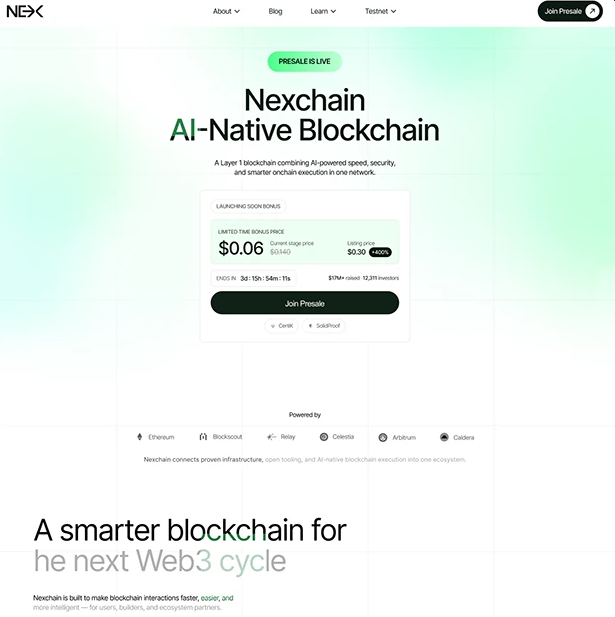 NEX
About
Blog
Learn
Testnet
Join Presale
PRESALE IS LIVE
Nexchain
AI-Native Blockchain
A Layer 1 blockchain combining AI-powered speed, security,
and smarter onchain execution in one network.
LAUNCHING SOON BONUS
LIMITED TIME BONUS PRICE
$0.06
Current stage price
$0.140
Listing price
$0.30 +400%
ENDS IN 3d : 15h : 54m : 11s
$17M+ raised · 12,311 investors
Join Presale
CertiK
SolidProof
Powered by
Ethereum
Blockscout
Relay
Celestia
Arbitrum
Caldera
Nexchain connects proven infrastructure, open tooling, and AI-native blockchain execution into one ecosystem.
A smarter blockchain for
he next Web3 cycle
Nexchain is built to make blockchain interactions faster, easier, and
more intelligent — for users, builders, and ecosystem partners.